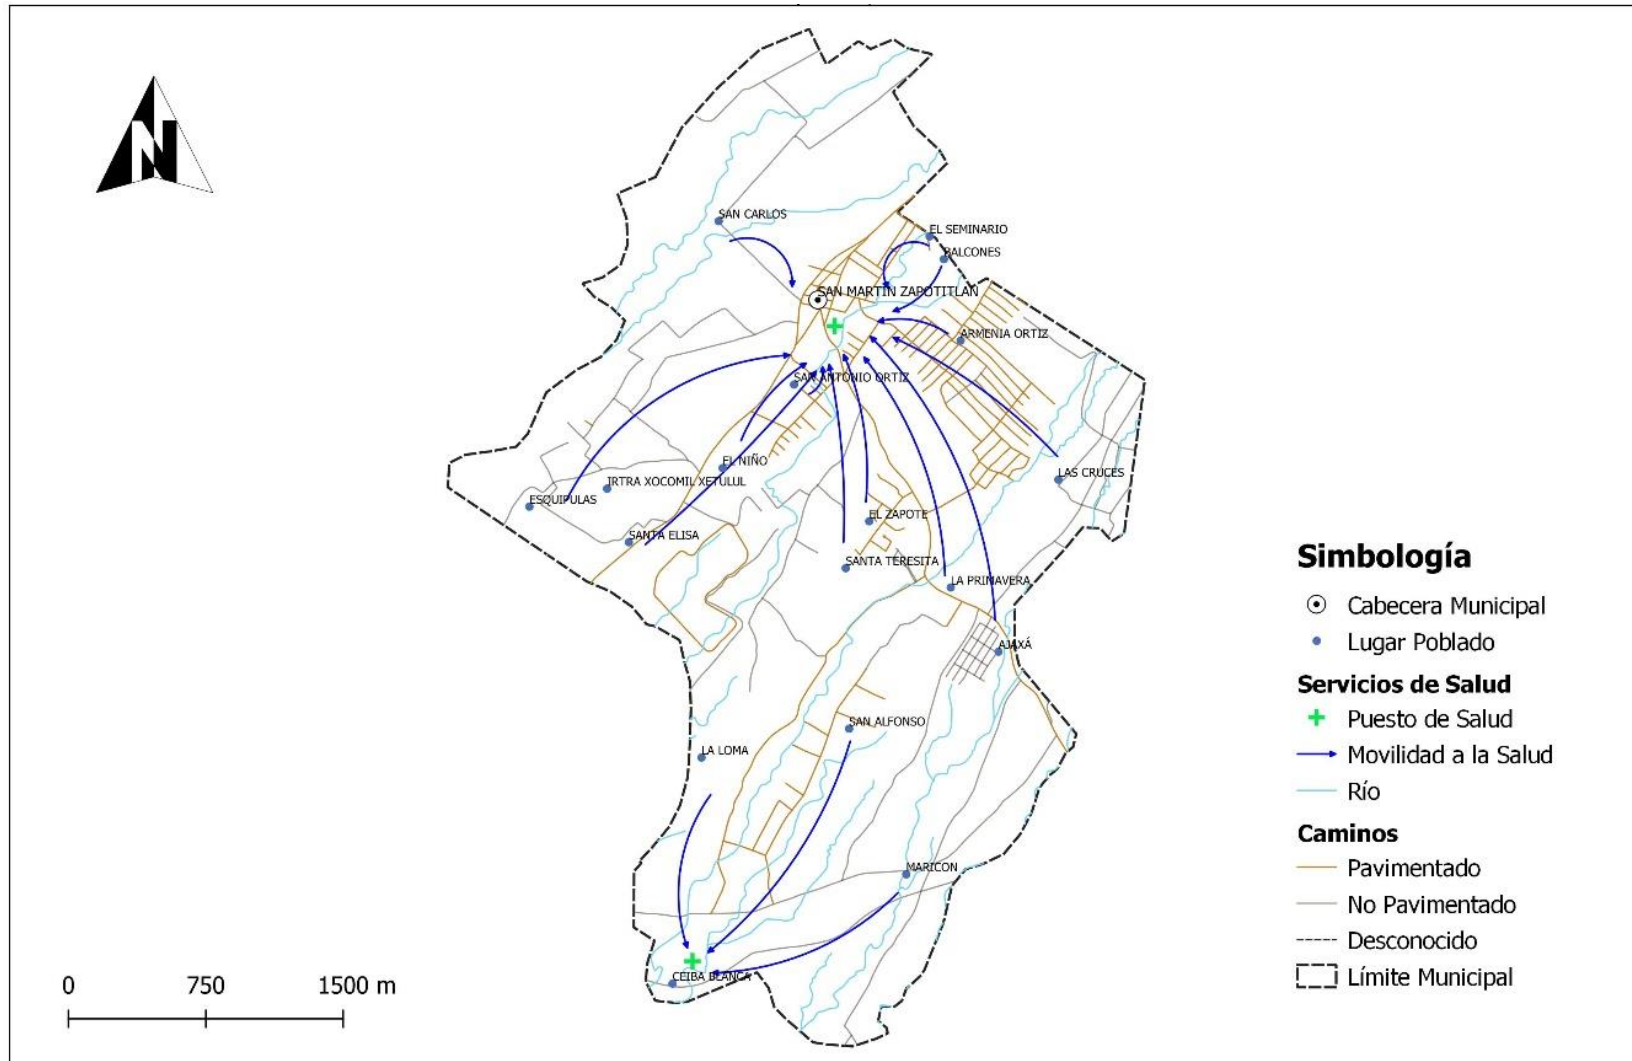 N
SAN CARLOS
EL SEMINARIO
BALCONES
SAN MARTIN ZAPOTITLAN
ARMENIA ORTIZ
SAN ANTONIO ORTIZ
EL NIÑO
LAS CRUCES
IRTRA XOCOMIL XETULUL
ESQUIPULAS
EL ZAPOTE
SANTA ELISA
SANTA TERESITA
LA PRIMAVERA
AJAXÁ
SAN ALFONSO
LA LOMA
MARICON
CEIBA BLANCA
0 750 1500 m
Simbología
Cabecera Municipal
Lugar Poblado
Servicios de Salud
Puesto de Salud
Movilidad a la Salud
Río
Caminos
Pavimentado
No Pavimentado
Desconocido
Límite Municipal